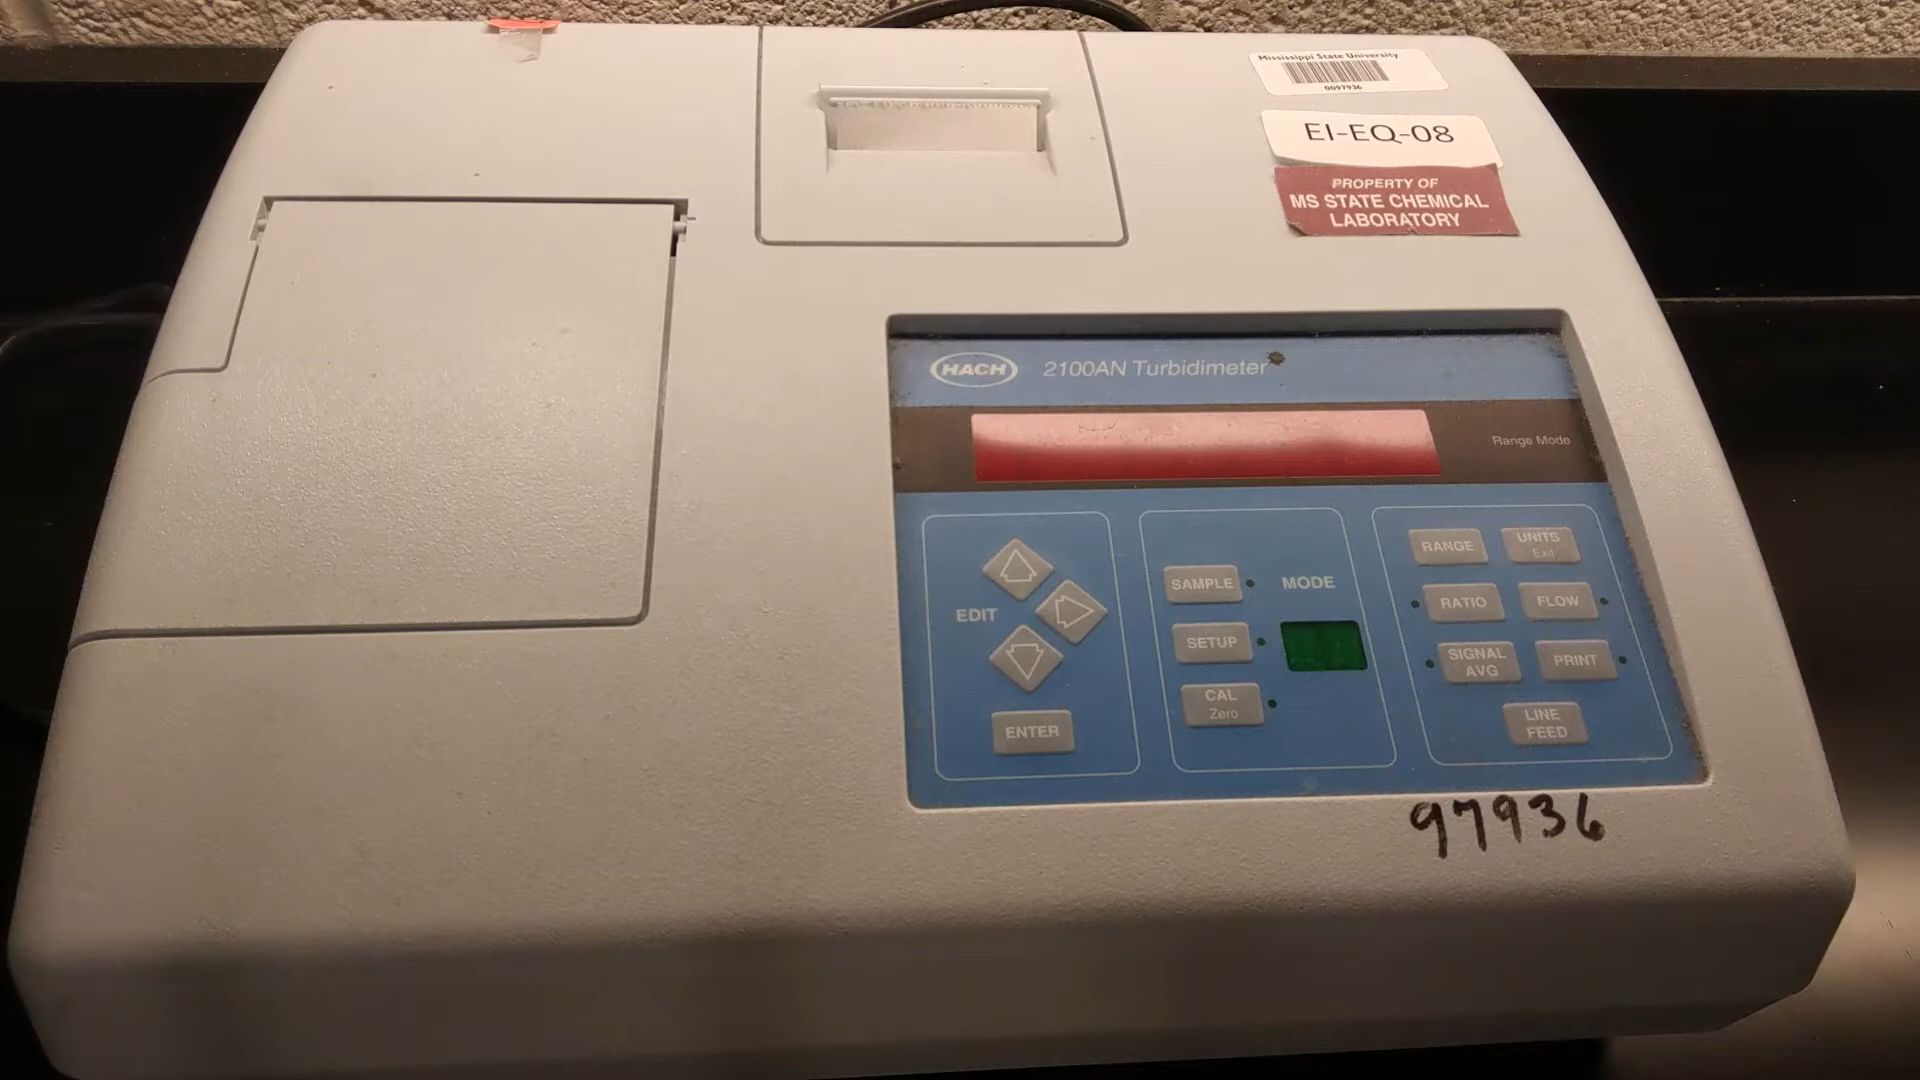 Mississippi State University
0097936
EI-EQ-08
PROPERTY OF
MS STATE CHEMICAL
LABORATORY
HACH 2100AN Turbidimeter
Range Mode
EDIT
ENTER
SAMPLE
MODE
SETUP
CAL
Zero
RANGE
UNITS
Exit
RATIO
FLOW
SIGNAL
AVG
PRINT
LINE
FEED
97936